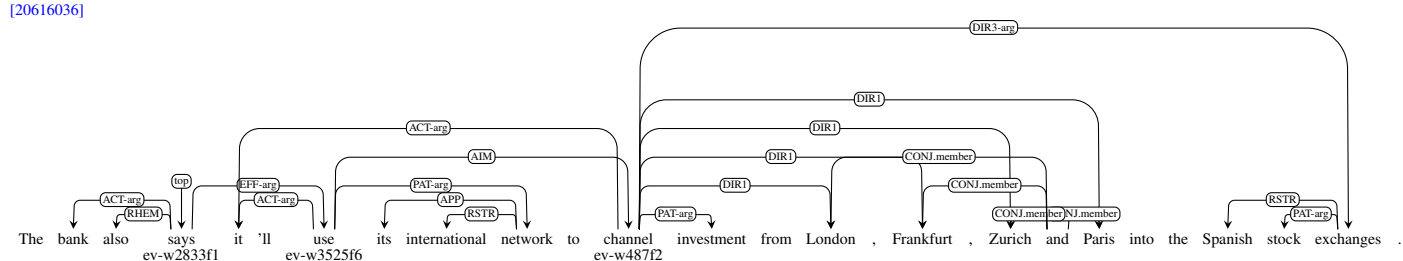 [20616036]
DIR3-arg
DIR1
ACT-arg DIR1
AIM DIR1 CONJ.member
top EFF-arg PAT-arg DIR1 CONJ.member
ACT-arg ACT-arg APP RSTR
RHEM RSTR PAT-arg CONJ.member NJ.member PAT-arg
The bank also says it 'll use its international network to channel investment from London , Frankfurt , Zurich and Paris into the Spanish stock exchanges .
ev-w2833f1 ev-w3525f6 ev-w487f2